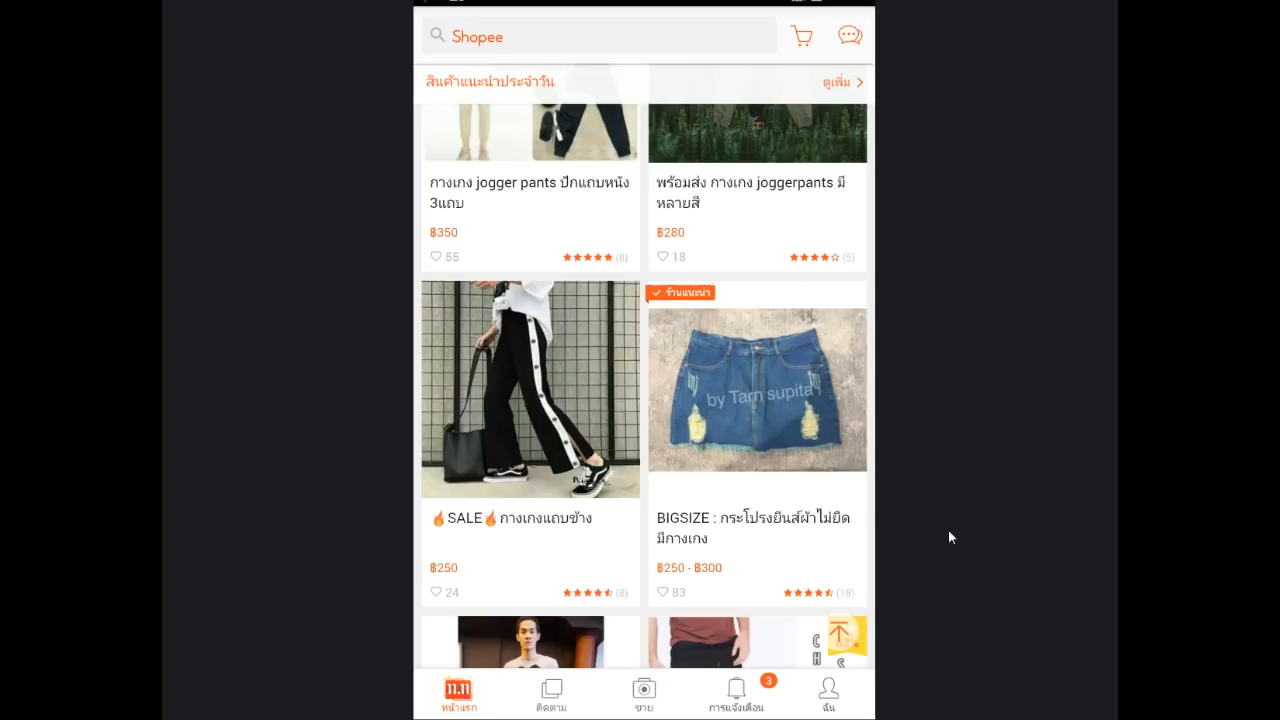 Shopee
สินค้าแนะนำประจำวัน
ดูเพิ่ม
กางเกง jogger pants ปักแถบหนัง
3แถบ
฿350
55
(8)
พร้อมส่ง กางเกง joggerpants มี
หลายสี
฿280
18
(5)
ร้านแนะนำ
by Tarn supita
🔥SALE🔥กางเกงแถบข้าง
฿250
24
(8)
BIGSIZE : กระโปรงยีนส์ผ้าไม่ยืด
มีกางเกง
฿250 - ฿300
83
(18)
62%
11.11
หน้าแรก
ติดตาม
ขาย
3
การแจ้งเตือน
ฉัน